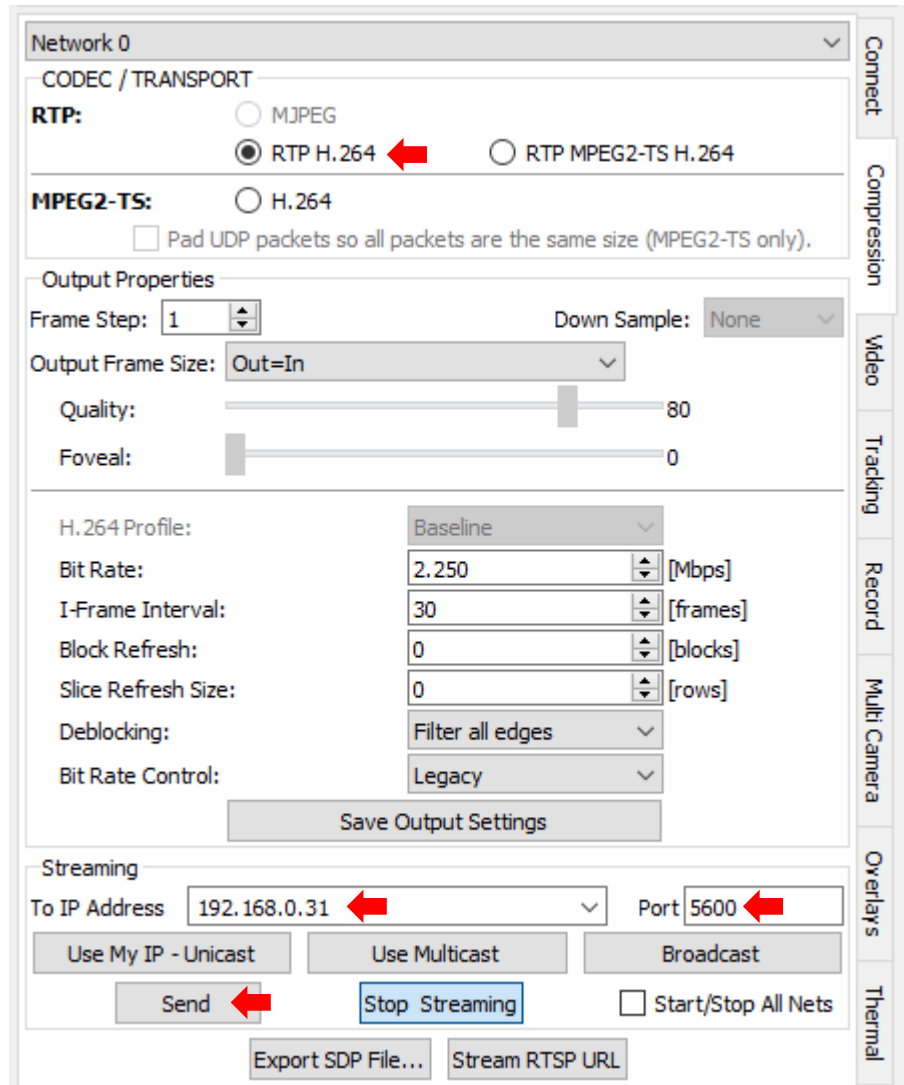 Network 0
CODEC / TRANSPORT
RTP: MJPEG
RTP H.264 RTP MPEG2-TS H.264
MPEG2-TS: H.264
Pad UDP packets so all packets are the same size (MPEG2-TS only).
Output Properties
Frame Step: 1 Down Sample: None
Output Frame Size: Out=In
Quality: 80
Foveal: 0
H.264 Profile: Baseline
Bit Rate: 2.250 [Mbps]
I-Frame Interval: 30 [frames]
Block Refresh: 0 [blocks]
Slice Refresh Size: 0 [rows]
Deblocking: Filter all edges
Bit Rate Control: Legacy
Save Output Settings
Streaming
To IP Address 192.168.0.31 Port 5600
Use My IP - Unicast Use Multicast Broadcast
Send Stop Streaming Start/Stop All Nets
Export SDP File... Stream RTSP URL
Connect
Compression
Video
Tracking
Record
Multi Camera
Overlays
Thermal